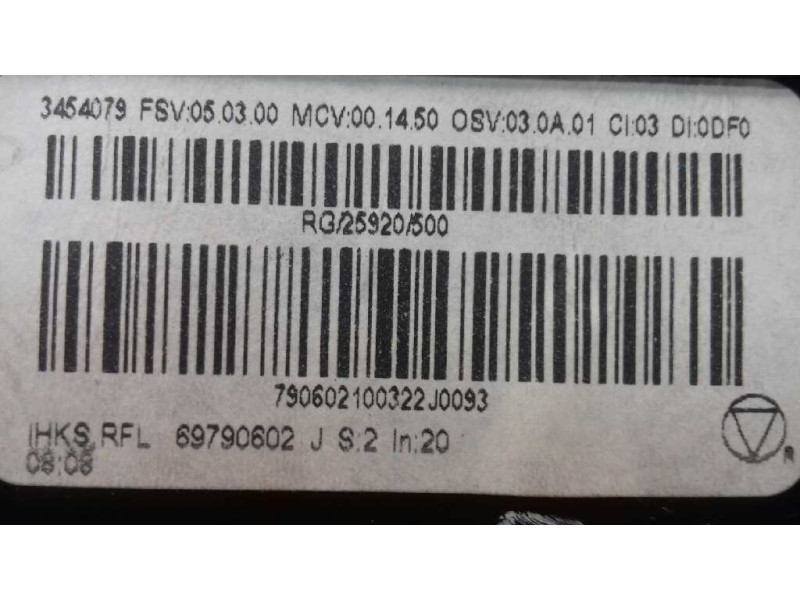 3454079 FSV:05.03.00 MCV:00.14.50 OSV:03.0A.01 CI:03 DI:0DF0
RG/25920/500
790602100322J0093
IHKS RFL 69790602 J S:2 In:20
08:08
R